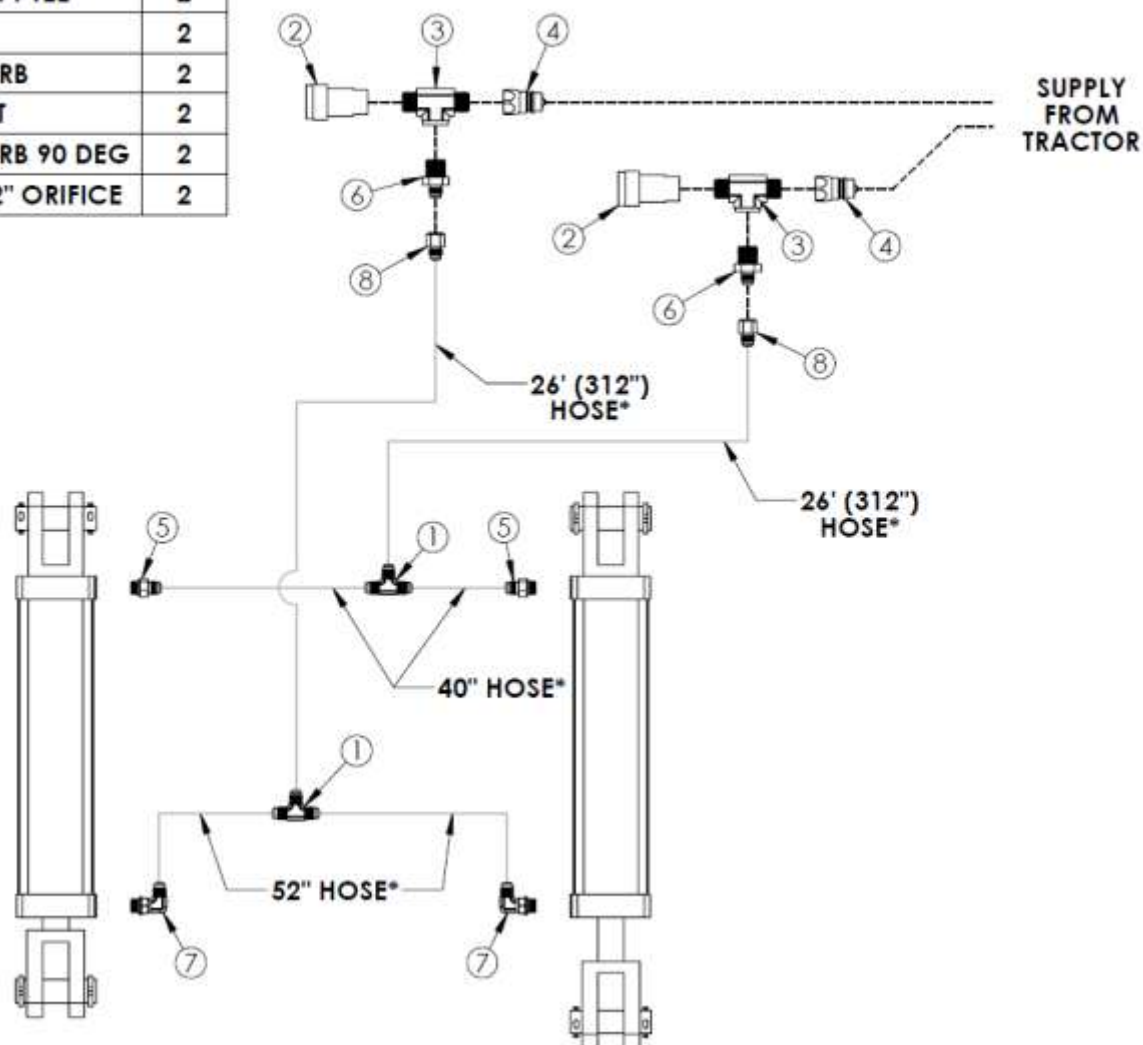 2
RB 2
T 2
RB 90 DEG 2
2" ORIFICE 2
2 3 4
SUPPLY
FROM
TRACTOR
6
2 3 4
8
6
8
26' (312")
HOSE*
26' (312")
HOSE*
5 1 5
40" HOSE*
1
52" HOSE*
7 7